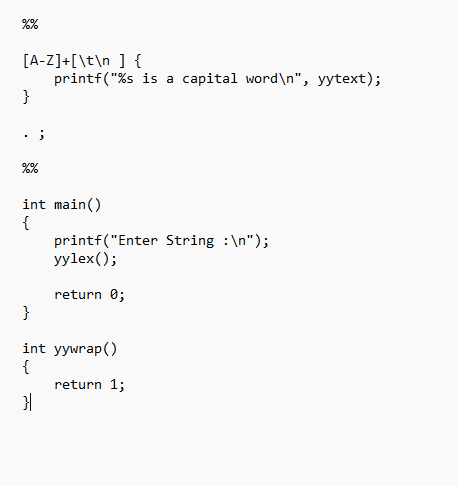 %%
[A-Z]+[\t\n ] {
printf("%s is a capital word\n", yytext);
}
. ;
%%
int main()
{
printf("Enter String :\n");
yylex();
return 0;
}
int yywrap()
{
return 1;
}